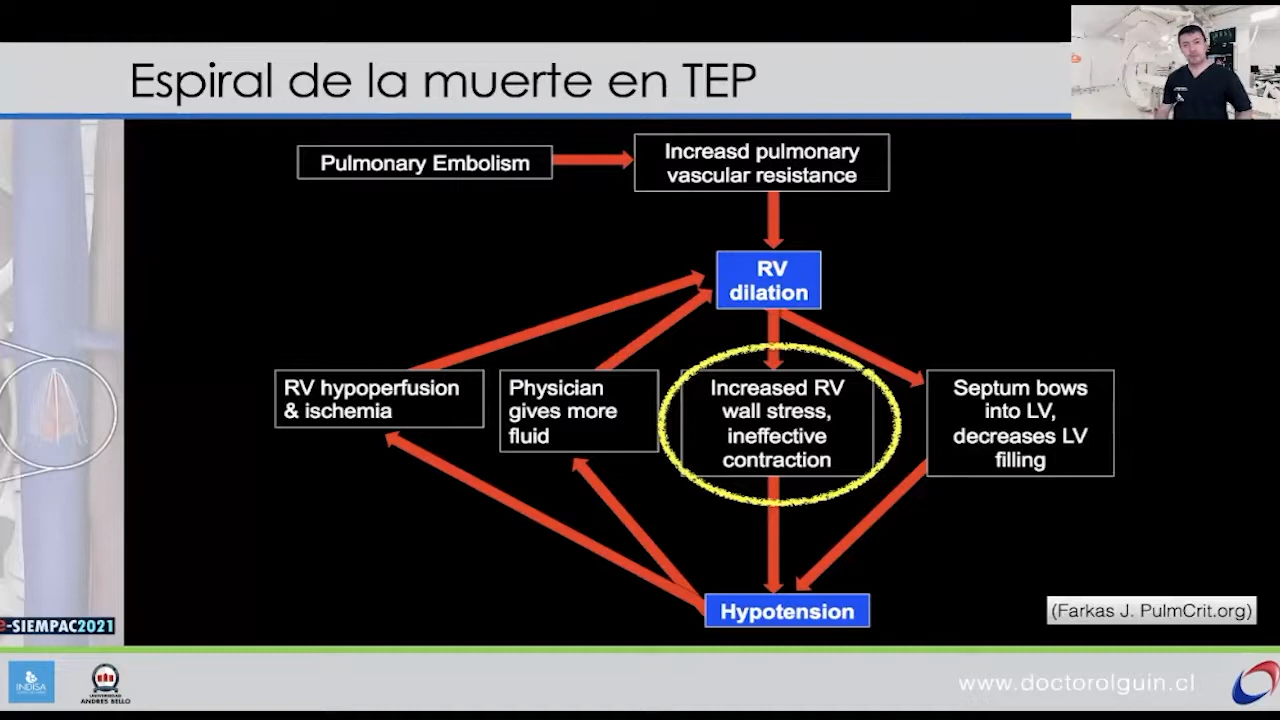 Espiral de la muerte en TEP
Pulmonary Embolism
Increasd pulmonary
vascular resistance
RV
dilation
RV hypoperfusion
& ischemia
Physician
gives more
fluid
Increased RV
wall stress,
ineffective
contraction
Septum bows
into LV,
decreases LV
filling
Hypotension
(Farkas J. PulmCrit.org)
e-SIEMPAC2021
INDISA
UNIVERSIDAD
ANDRES BELLO
www.doctorolguin.cl